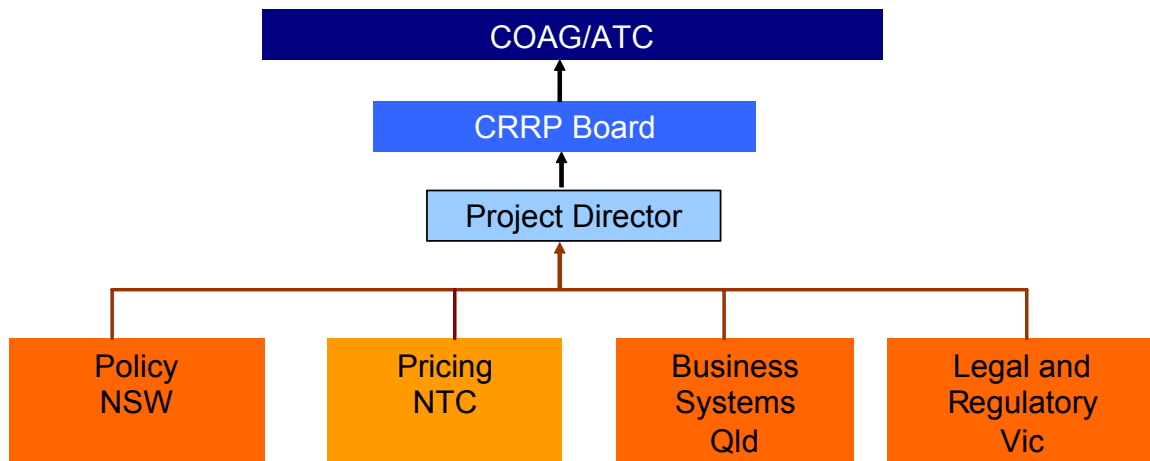 COAG/ATC
CRRP Board
Project Director
Policy
NSW
Pricing
NTC
Business
Systems
Qld
Legal and
Regulatory
Vic